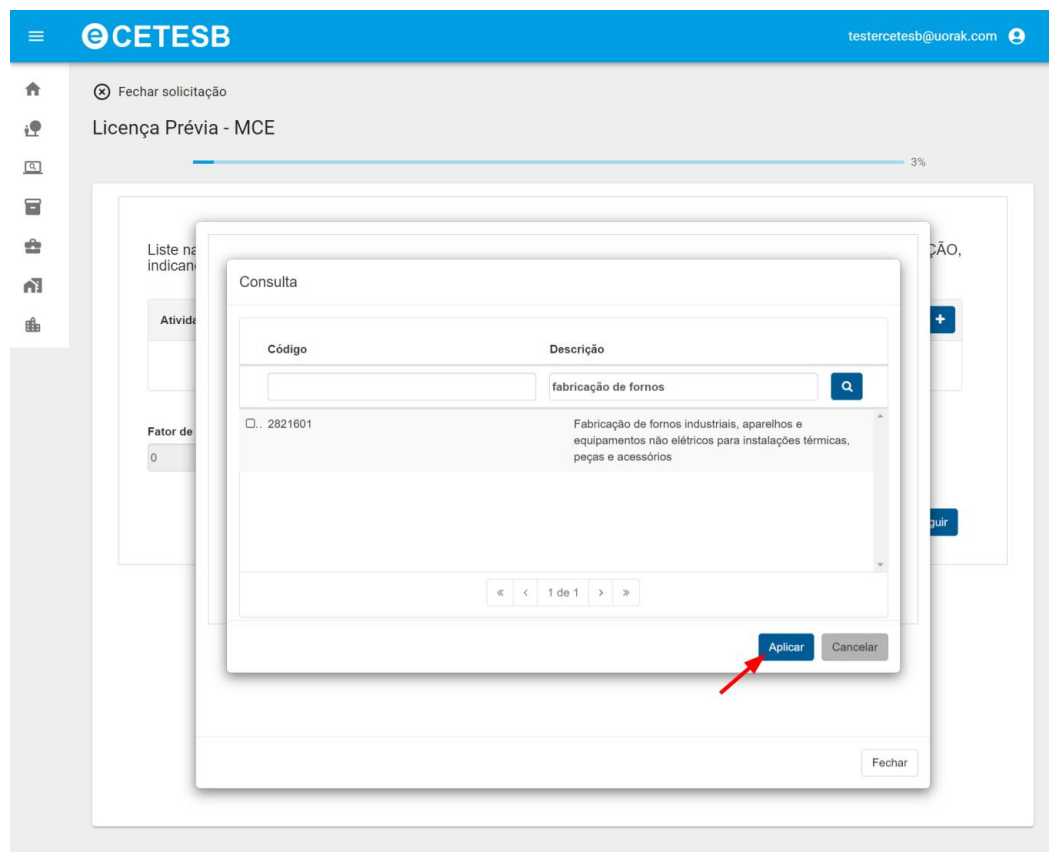 CETESB
testercetesb@uorak.com
Fechar solicitação
Licença Prévia - MCE
3%
Liste na
ÇÃO,
indican
Consulta
Ativida
+
Código Descrição
fabricação de fornos
2821601 Fabricação de fornos industriais, aparelhos e
equipamentos não elétricos para instalações térmicas,
peças e acessórios
Fator de
0
guir
« ‹ 1 de 1 › »
Aplicar Cancelar
Fechar